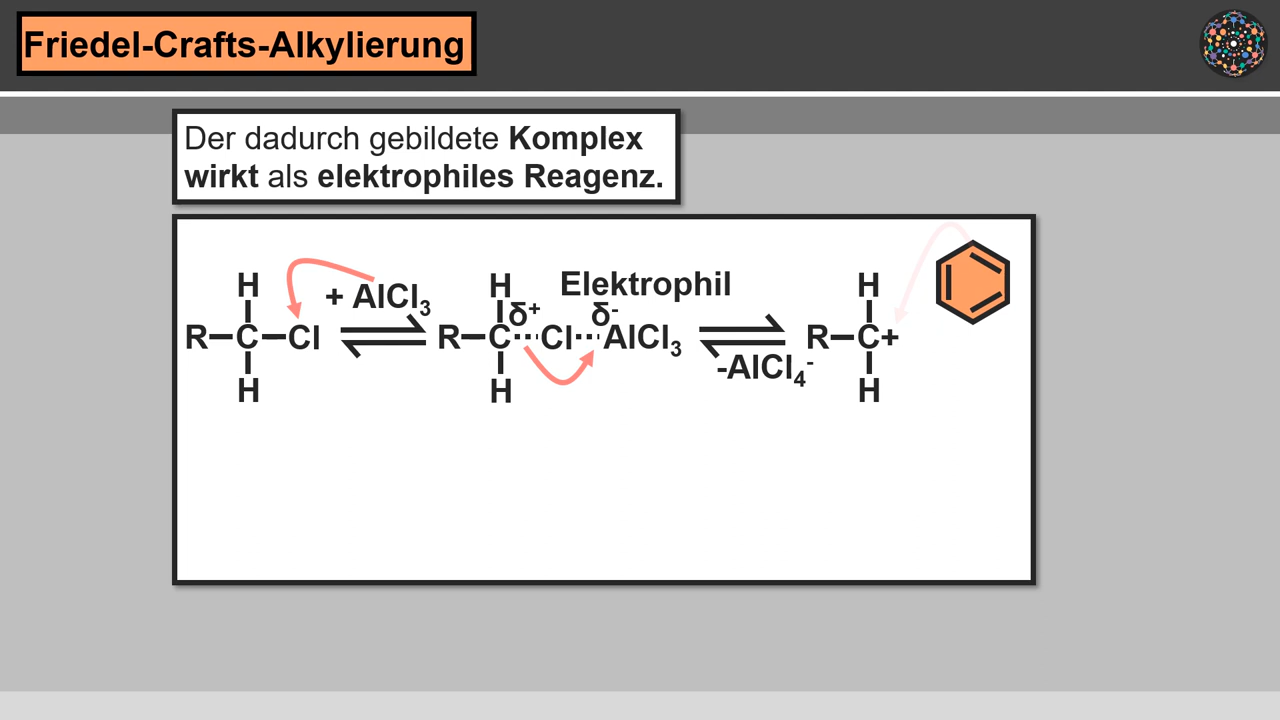 Friedel-Crafts-Alkylierung
Der dadurch gebildete Komplex
wirkt als elektrophiles Reagenz.
H H Elektrophil H
+ AlCl₃ δ⁺ δ⁻
R–C–Cl R–C···Cl···AlCl₃ R–C+
-AlCl₄⁻
H H H